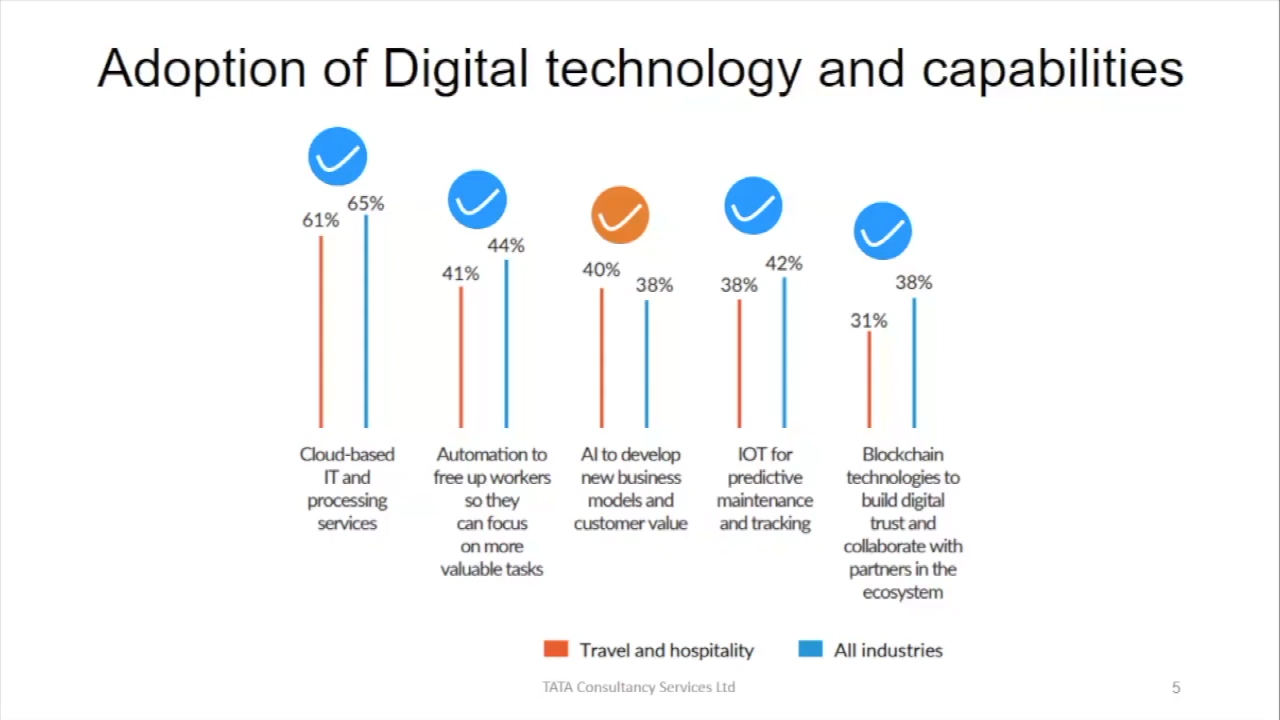 Adoption of Digital technology and capabilities
61%
65%
41%
44%
40%
38%
38%
42%
31%
38%
Cloud-based
IT and
processing
services
Automation to
free up workers
so they
can focus
on more
valuable tasks
AI to develop
new business
models and
customer value
IOT for
predictive
maintenance
and tracking
Blockchain
technologies to
build digital
trust and
collaborate with
partners in the
ecosystem
Travel and hospitality
All industries
TATA Consultancy Services Ltd
5